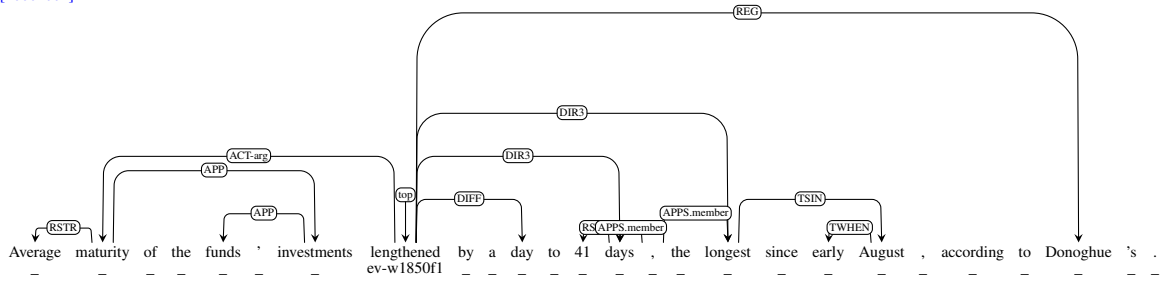 REG
DIR3
ACT-arg DIR3
APP
top
DIFF TSIN
APP APPS.member
RSTR APPS.member TWHEN
Average maturity of the funds ’ investments lengthened by a day to 41 days , the longest since early August , according to Donoghue ’s .
_ _ _ _ _ _ _ ev-w1850f1 _ _ _ _ _ _ _ _ _ _ _ _ _ _ _ _ _ _